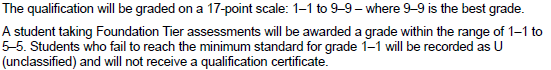 The qualification will be graded on a 17-point scale: 1–1 to 9–9 – where 9–9 is the best grade.
A student taking Foundation Tier assessments will be awarded a grade within the range of 1–1 to
5–5. Students who fail to reach the minimum standard for grade 1–1 will be recorded as U
(unclassified) and will not receive a qualification certificate.